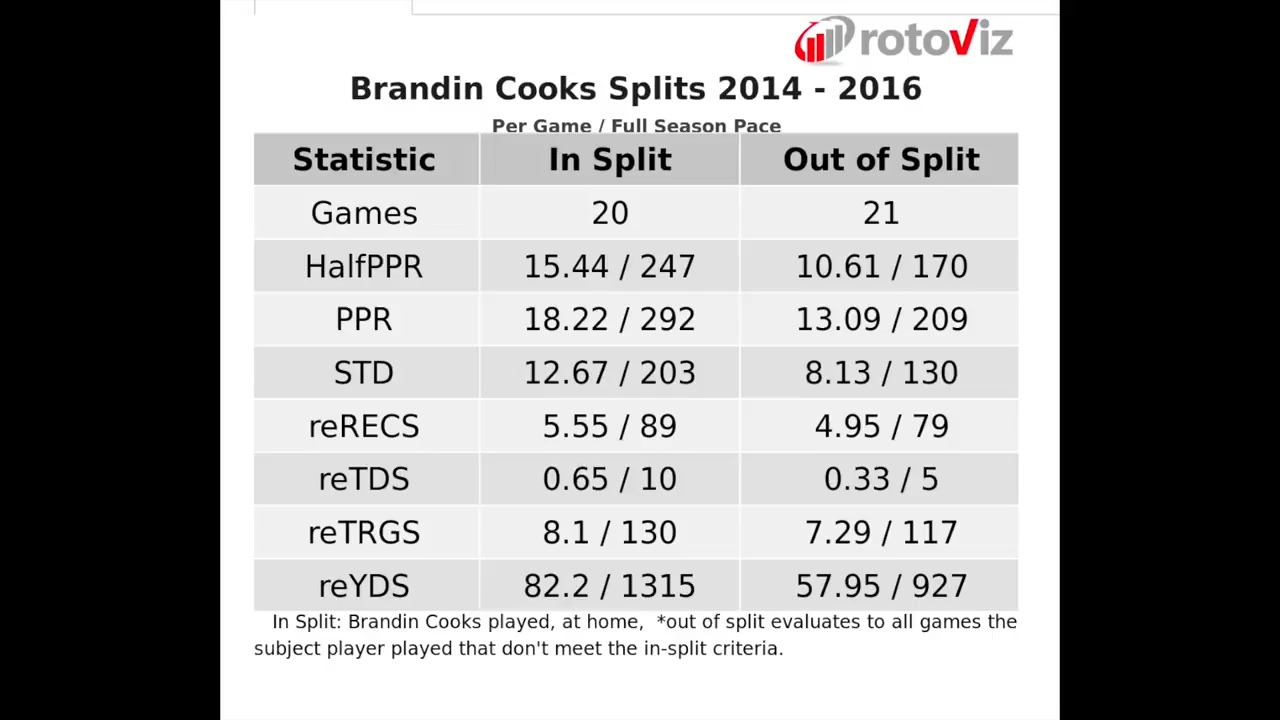 rotoViz
Brandin Cooks Splits 2014 - 2016
Per Game / Full Season Pace
Statistic In Split Out of Split
Games 20 21
HalfPPR 15.44 / 247 10.61 / 170
PPR 18.22 / 292 13.09 / 209
STD 12.67 / 203 8.13 / 130
reRECS 5.55 / 89 4.95 / 79
reTDS 0.65 / 10 0.33 / 5
reTRGS 8.1 / 130 7.29 / 117
reYDS 82.2 / 1315 57.95 / 927
In Split: Brandin Cooks played, at home, *out of split evaluates to all games the
subject player played that don't meet the in-split criteria.